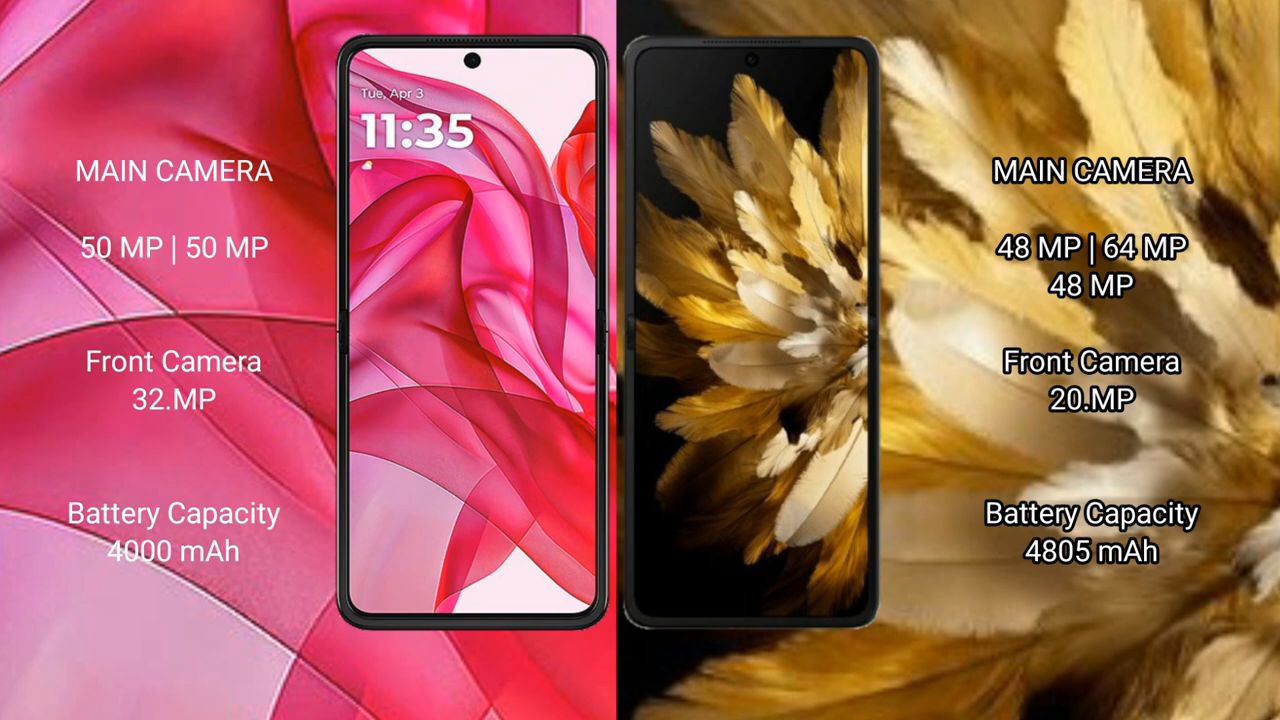 MAIN CAMERA
50 MP | 50 MP
Front Camera
32.MP
Battery Capacity
4000 mAh
Tue, Apr 3
11:35
MAIN CAMERA
48 MP | 64 MP
48 MP
Front Camera
20.MP
Battery Capacity
4805 mAh